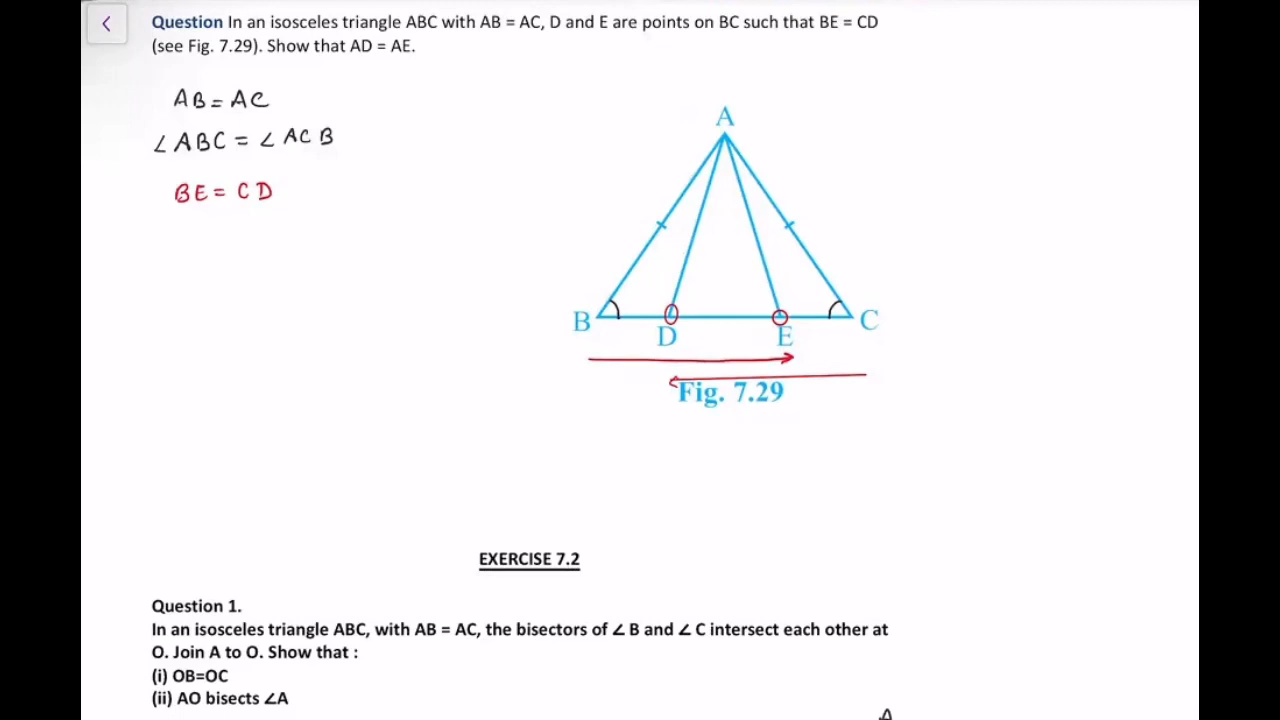 Question In an isosceles triangle ABC with AB = AC, D and E are points on BC such that BE = CD
(see Fig. 7.29). Show that AD = AE.
AB = AC
∠ABC = ∠ACB
BE = CD
A
B
D
E
C
Fig. 7.29
EXERCISE 7.2
Question 1.
In an isosceles triangle ABC, with AB = AC, the bisectors of ∠ B and ∠ C intersect each other at
O. Join A to O. Show that :
(i) OB=OC
(ii) AO bisects ∠A
A